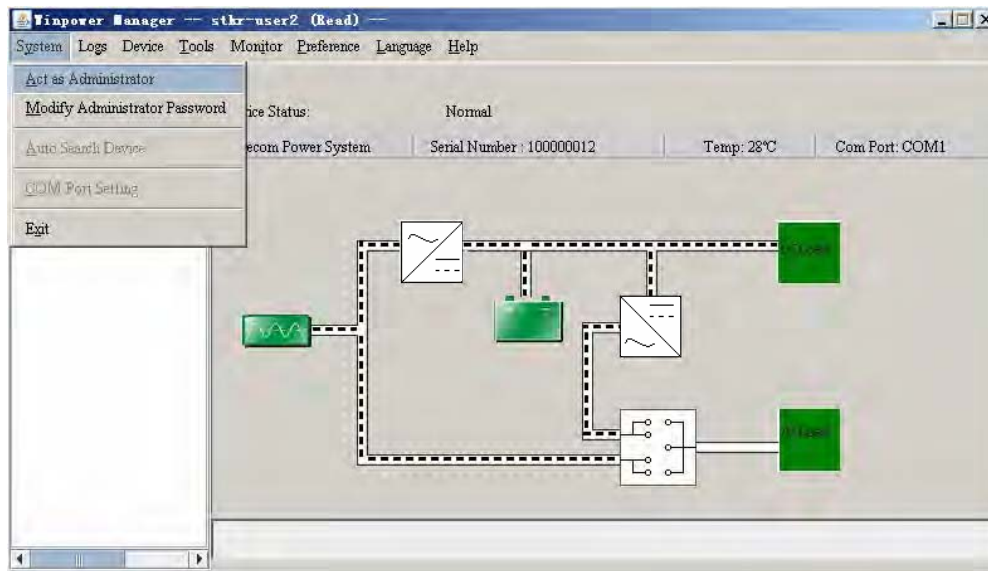 Winpower Manager -- sthr-user2 (Read) --
System Logs Device Tools Monitor Preference Language Help
Act as Administrator
Modify Administrator Password
Auto Search Device
COM Port Setting
Exit
ice Status: Normal
ecom Power System Serial Number : 100000012 Temp: 28°C Com Port: COM1